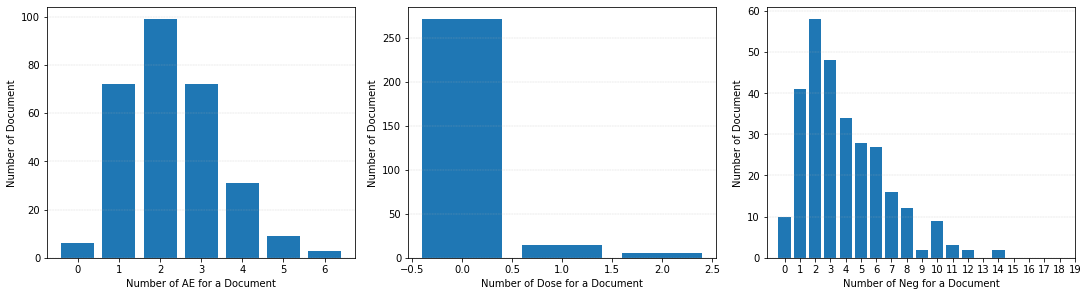 Number of Document
100
80
60
40
20
0
0 1 2 3 4 5 6
Number of AE for a Document
Number of Document
250
200
150
100
50
0
−0.5 0.0 0.5 1.0 1.5 2.0 2.5
Number of Dose for a Document
Number of Document
60
50
40
30
20
10
0
0 1 2 3 4 5 6 7 8 9 10 11 12 13 14 15 16 17 18 19
Number of Neg for a Document